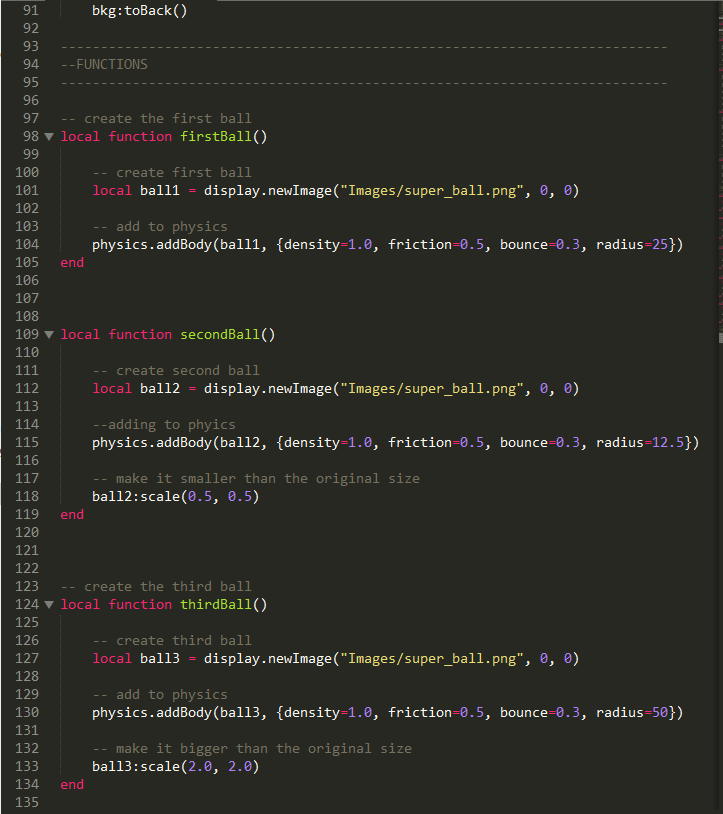 91     bkg:toBack()
92
93 ----------------------------------------------------------------------------
94 --FUNCTIONS
95 ----------------------------------------------------------------------------
96
97 -- create the first ball
98 local function firstBall()
99
100     -- create first ball
101     local ball1 = display.newImage("Images/super_ball.png", 0, 0)
102
103     -- add to physics
104     physics.addBody(ball1, {density=1.0, friction=0.5, bounce=0.3, radius=25})
105 end
106
107
108
109 local function secondBall()
110
111     -- create second ball
112     local ball2 = display.newImage("Images/super_ball.png", 0, 0)
113
114     --adding to phyics
115     physics.addBody(ball2, {density=1.0, friction=0.5, bounce=0.3, radius=12.5})
116
117     -- make it smaller than the original size
118     ball2:scale(0.5, 0.5)
119 end
120
121
122
123 -- create the third ball
124 local function thirdBall()
125
126     -- create third ball
127     local ball3 = display.newImage("Images/super_ball.png", 0, 0)
128
129     -- add to physics
130     physics.addBody(ball3, {density=1.0, friction=0.5, bounce=0.3, radius=50})
131
132     -- make it bigger than the original size
133     ball3:scale(2.0, 2.0)
134 end
135